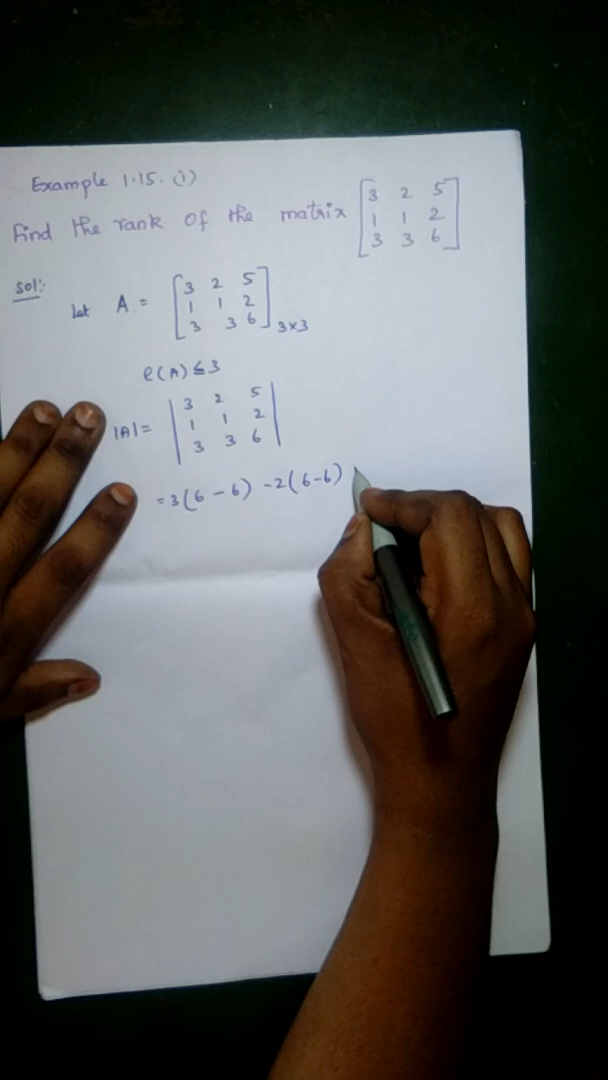 Example 1.15. (i)
Find the rank of the matrix [3 2 5
1 1 2
3 3 6]
Sol:-
Let A = [3 2 5
1 1 2
3 3 6] 3×3
ρ(A) ≤ 3
|A| = |3 2 5
1 1 2
3 3 6|
= 3(6 - 6) - 2(6-6)